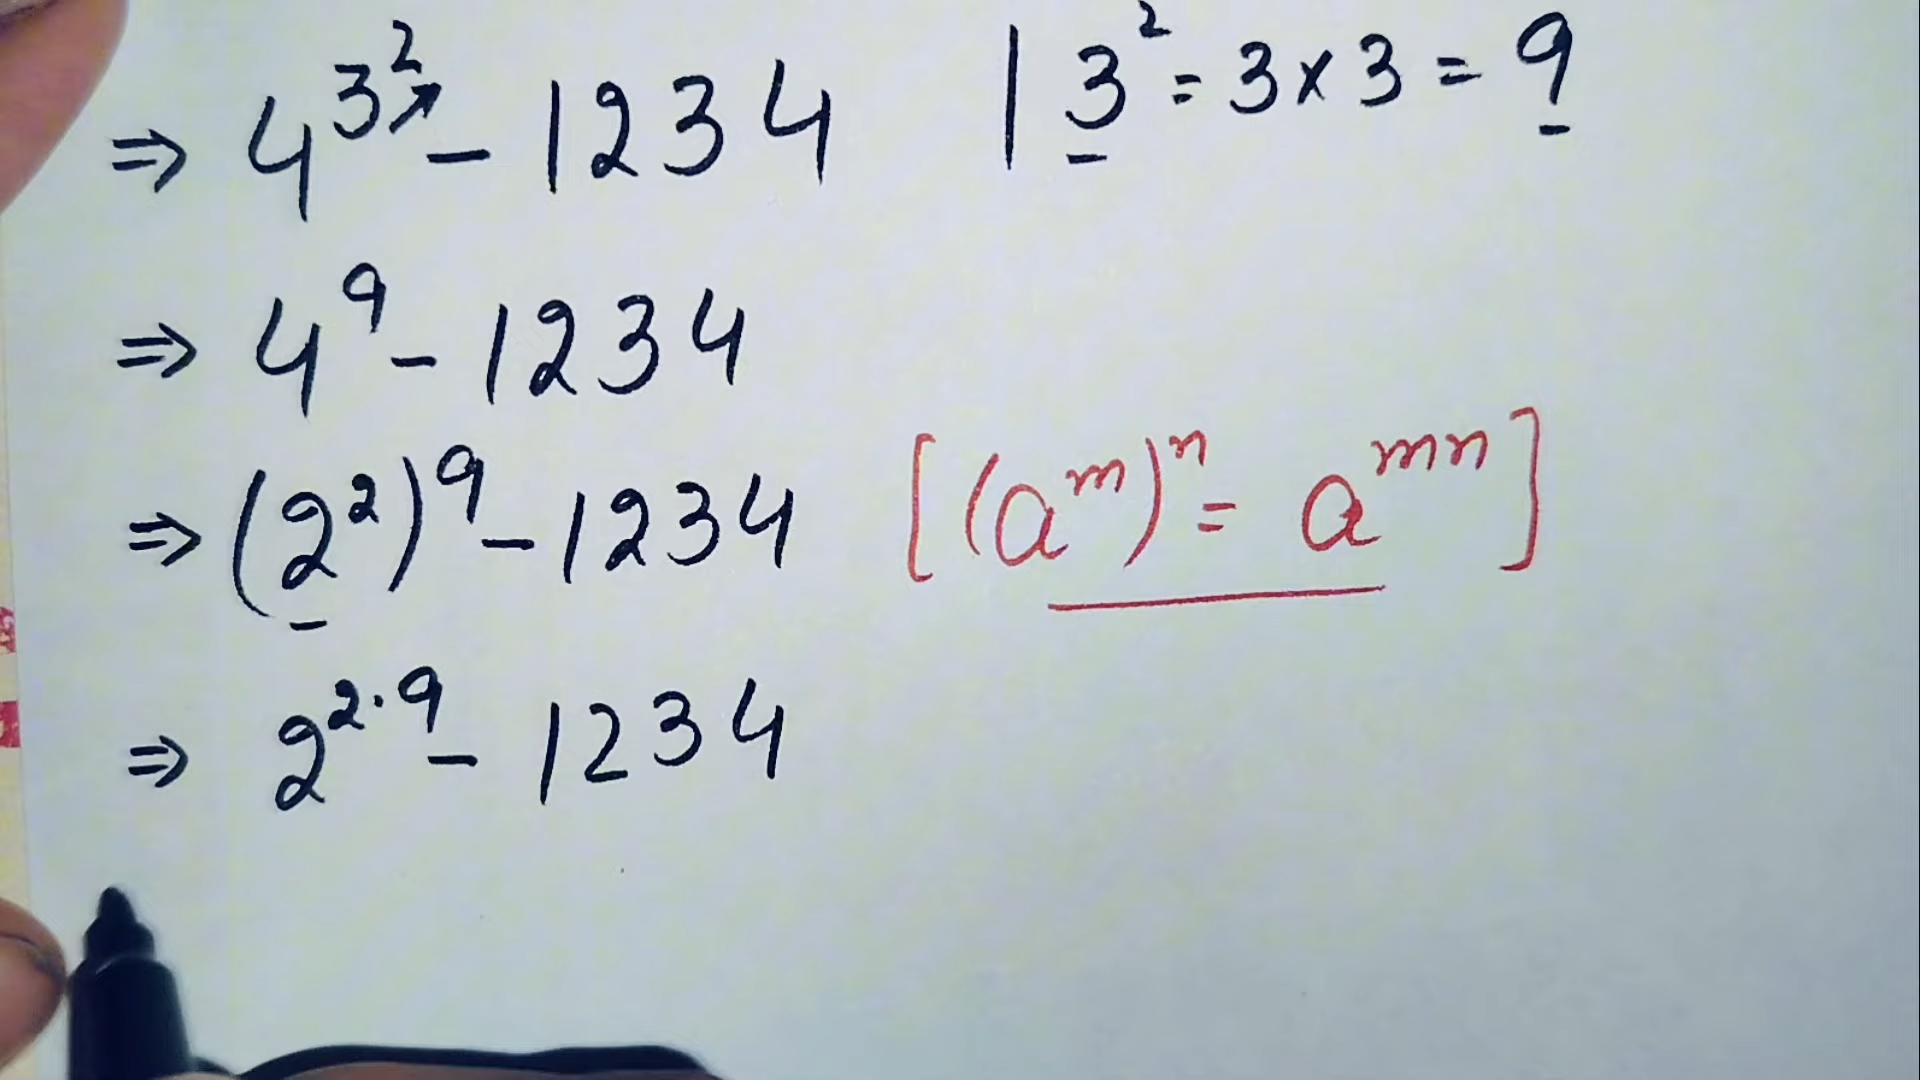 ⇒ 4^3^2 - 1234 | 3^2 = 3 × 3 = 9
⇒ 4^9 - 1234
⇒ (2^2)^9 - 1234 [(a^m)^n = a^mn]
⇒ 2^2·9 - 1234